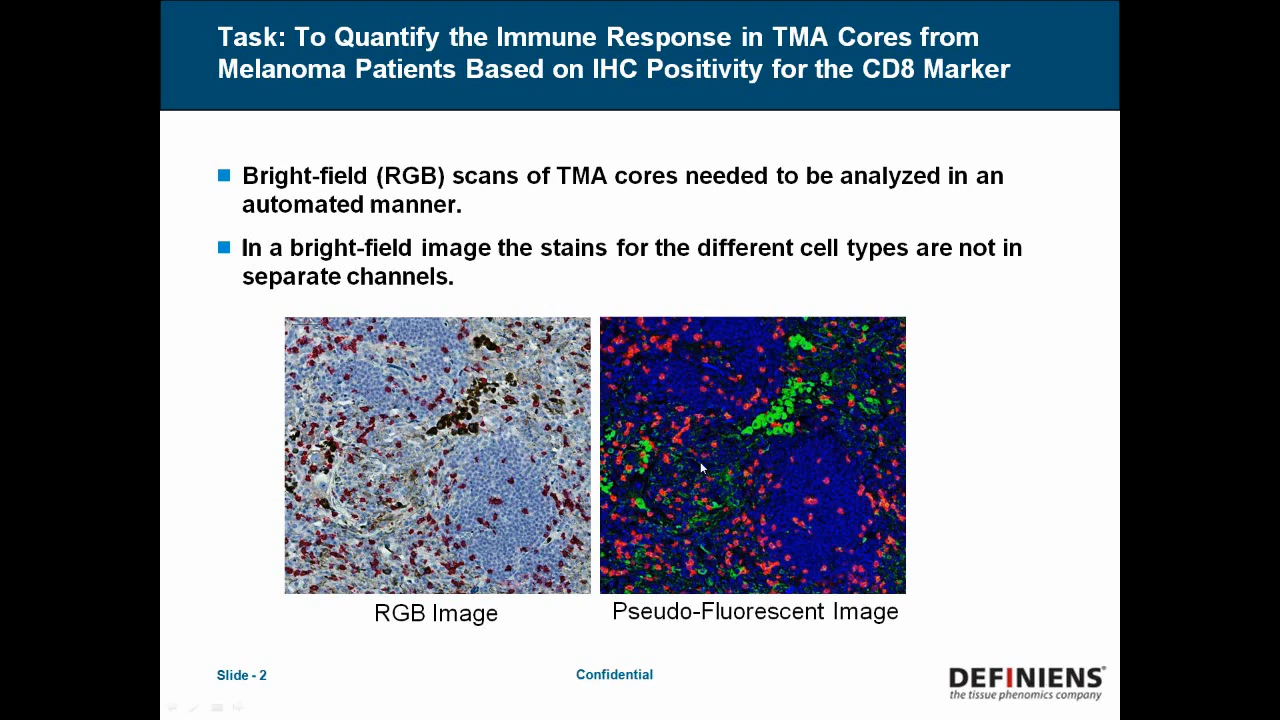 Task: To Quantify the Immune Response in TMA Cores from
Melanoma Patients Based on IHC Positivity for the CD8 Marker
Bright-field (RGB) scans of TMA cores needed to be analyzed in an
automated manner.
In a bright-field image the stains for the different cell types are not in
separate channels.
RGB Image
Pseudo-Fluorescent Image
Slide - 2
Confidential
DEFINIENS®
the tissue phenomics company